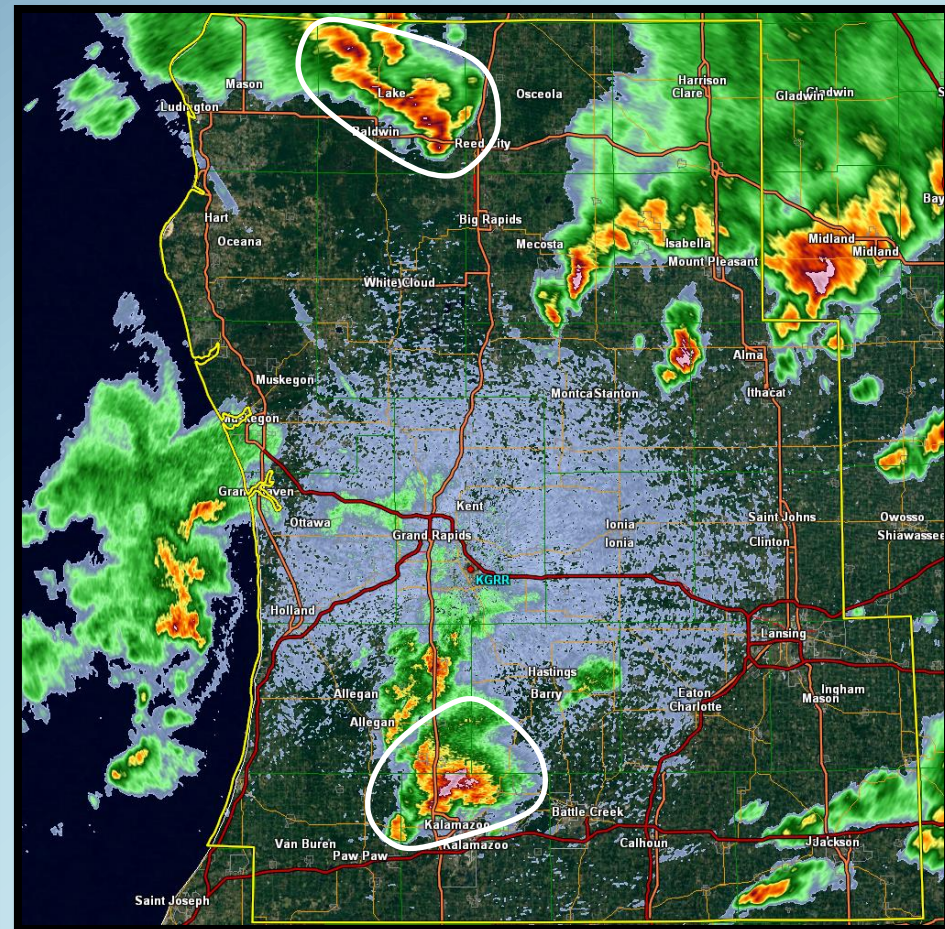 Mason
Harrison
Lake
Osceola
Clare
Gladwin
Gladwin
Ludington
Baldwin
Reed City
Hart
Big Rapids
Bay
Oceana
Mecosta
Isabella
Midland
Midland
Mount Pleasant
White Cloud
Alma
Muskegon
Montca
Stanton
Ithaca
Muskegon
Grand Haven
Kent
Ottawa
Ionia
Saint Johns
Owosso
Grand Rapids
Ionia
Clinton
Shiawassee
KGRR
Holland
Lansing
Hastings
Allegan
Barry
Eaton
Ingham
Mason
Charlotte
Allegan
Battle Creek
Kalamazoo
Van Buren
Kalamazoo
Calhoun
Jackson
Paw Paw
Saint Joseph